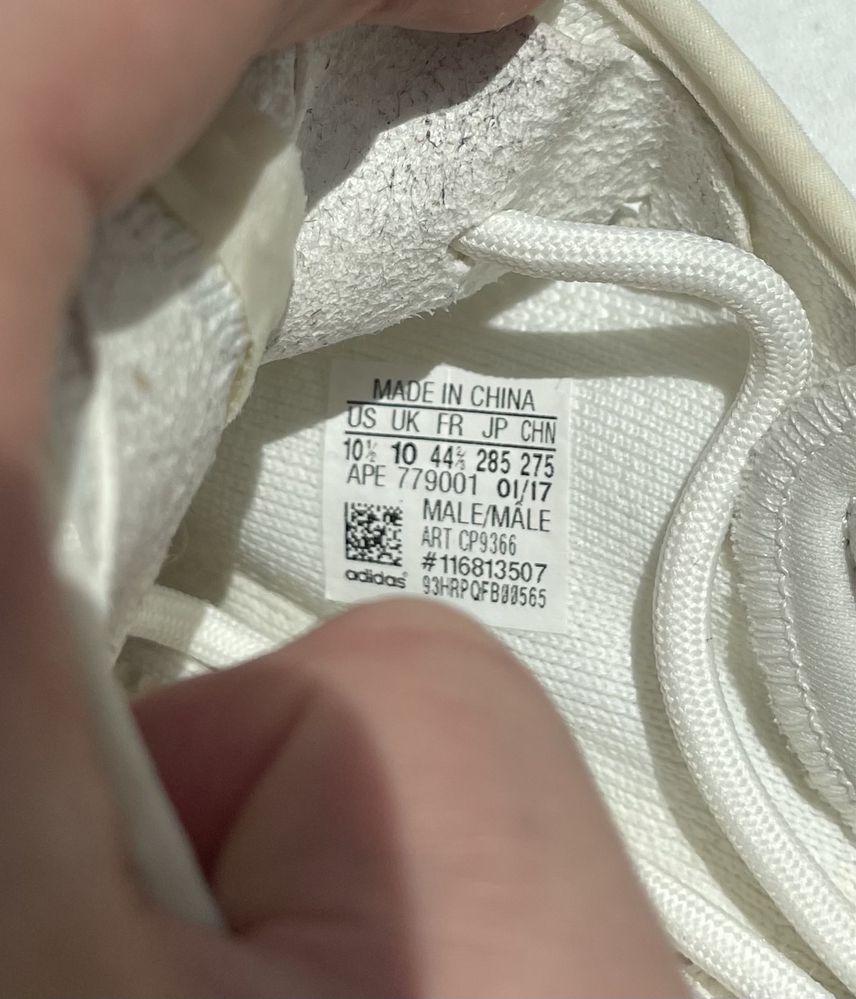 MADE IN CHINA
US UK FR JP CHN
10½ 10 44⅔ 285 275
APE 779001 01/17
MALE/MÂLE
ART CP9366
#116813507
adidas 93HRPQFB00565